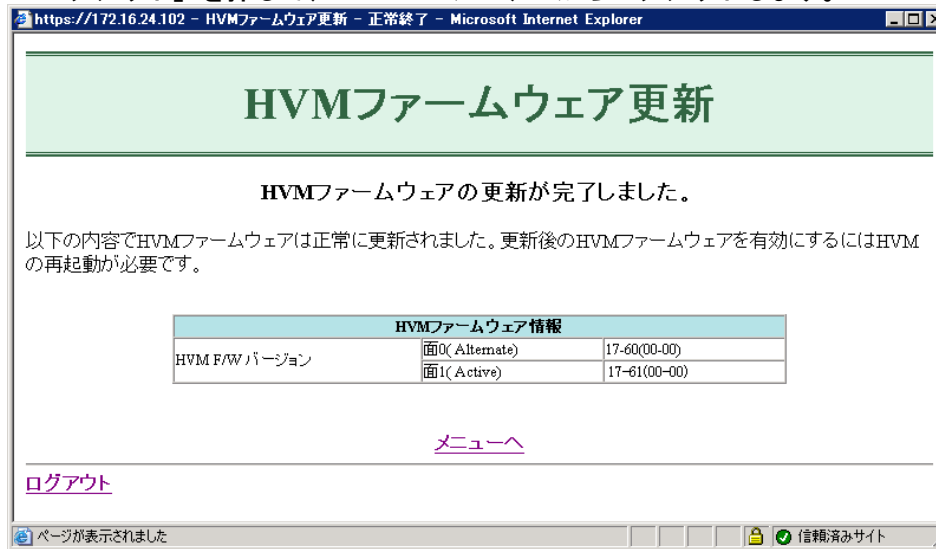 https://172.16.24.102 - HVMファームウェア更新 - 正常終了 - Microsoft Internet Explorer
HVMファームウェア更新
HVMファームウェアの更新が完了しました。
以下の内容でHVMファームウェアは正常に更新されました。更新後のHVMファームウェアを有効にするにはHVM
の再起動が必要です。
HVMファームウェア情報
HVM F/W バージョン
面0( Alternate) 17-60(00-00)
面1( Active) 17-61(00-00)
メニューへ
ログアウト
ページが表示されました 信頼済みサイト